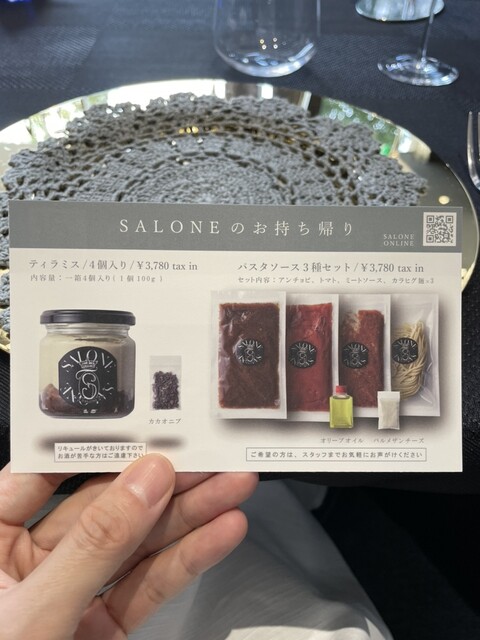 SALONEのお持ち帰り
SALONE
ONLINE
ティラミス/4個入り/¥3,780 tax in
内容量：一箱4個入り(1個100g)
パスタソース3種セット/¥3,780 tax in
セット内容：アンチョビ、トマト、ミートソース、カラヒグ麺×3
SALONE
カカオニブ
オリーブオイル
パルメザンチーズ
リキュールがきいておりますので
お酒が苦手な方はご遠慮下さい
ご希望の方は、スタッフまでお気軽にお声がけください